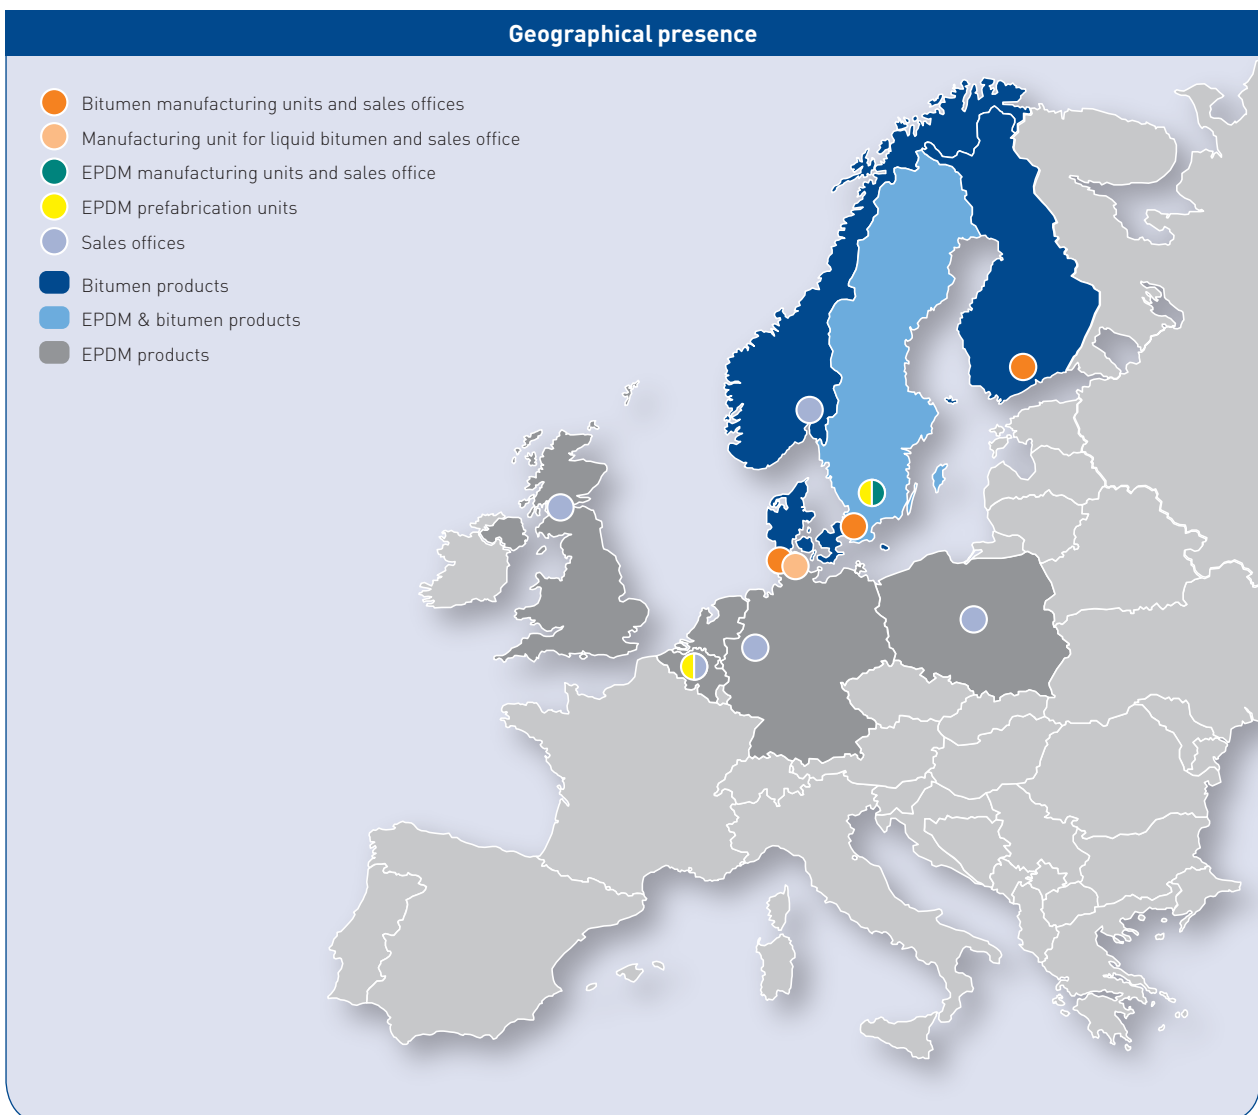 Geographical presence
Bitumen manufacturing units and sales offices
Manufacturing unit for liquid bitumen and sales office
EPDM manufacturing units and sales office
EPDM prefabrication units
Sales offices
Bitumen products
EPDM & bitumen products
EPDM products